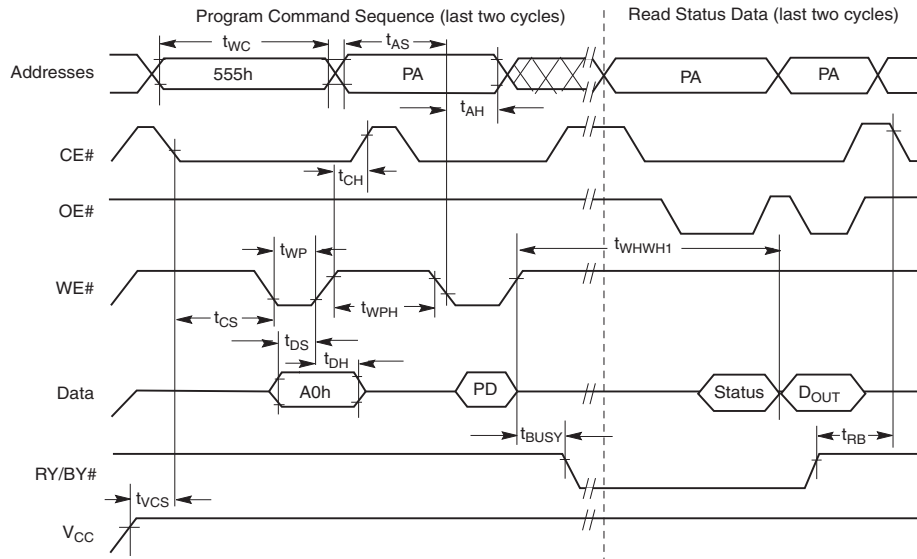 Program Command Sequence (last two cycles)
Read Status Data (last two cycles)
tWC
tAS
Addresses
555h
PA
PA
PA
tAH
CE#
tCH
OE#
tWP
tWHWH1
WE#
tCS
tWPH
tDS
tDH
Data
A0h
PD
Status
DOUT
tBUSY
tRB
RY/BY#
tVCS
VCC